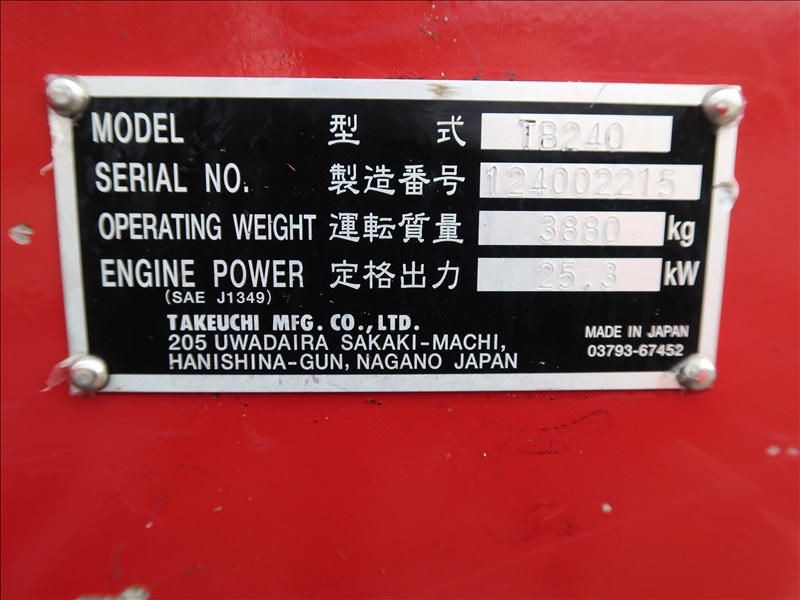 MODEL 型 式 TB240
SERIAL NO. 製造番号 124002215
OPERATING WEIGHT 運転質量 3880 kg
ENGINE POWER 定格出力 25.3 kW
(SAE J1349)
TAKEUCHI MFG. CO., LTD.
205 UWADAIRA SAKAKI-MACHI,
HANISHINA-GUN, NAGANO JAPAN
MADE IN JAPAN
03793-67452